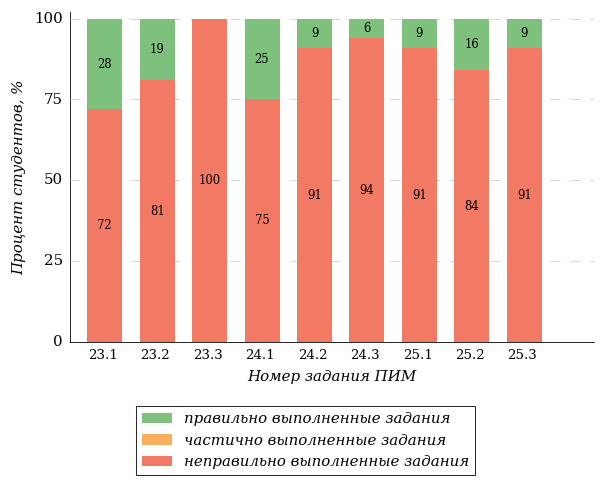 100
75
50
25
0
Процент студентов, %
28 19 25 9 6 9 16 9
72 81 100 75 91 94 91 84 91
23.1 23.2 23.3 24.1 24.2 24.3 25.1 25.2 25.3
Номер задания ПИМ
правильно выполненные задания
частично выполненные задания
неправильно выполненные задания